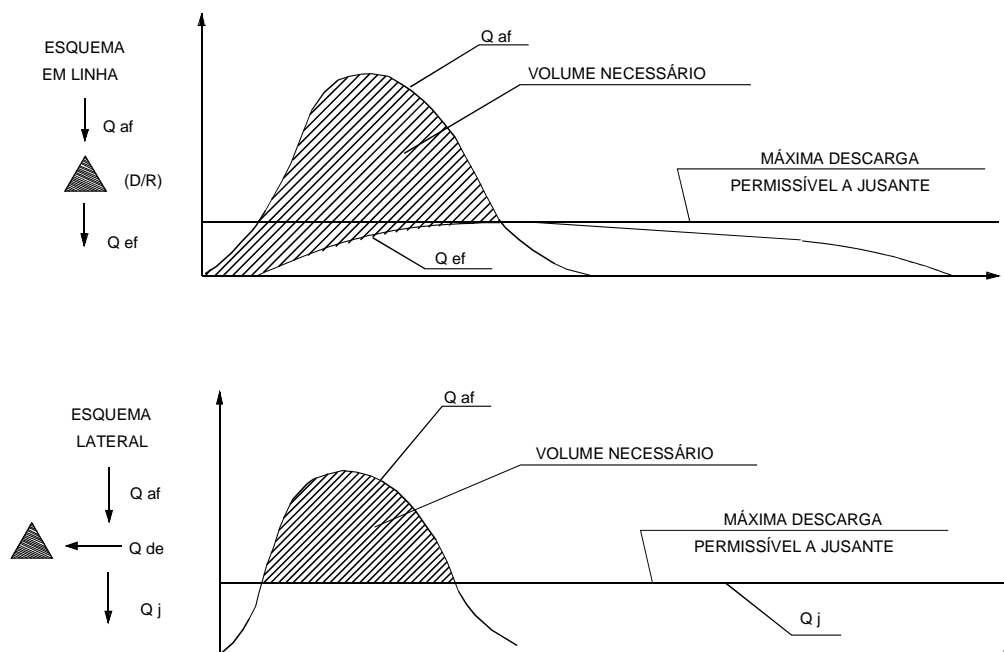 ESQUEMA
EM LINHA
Q af
(D/R)
Q ef
Q af
VOLUME NECESSÁRIO
MÁXIMA DESCARGA
PERMISSÍVEL A JUSANTE
Q ef
ESQUEMA
LATERAL
Q af
Q de
Q j
Q af
VOLUME NECESSÁRIO
MÁXIMA DESCARGA
PERMISSÍVEL A JUSANTE
Q j